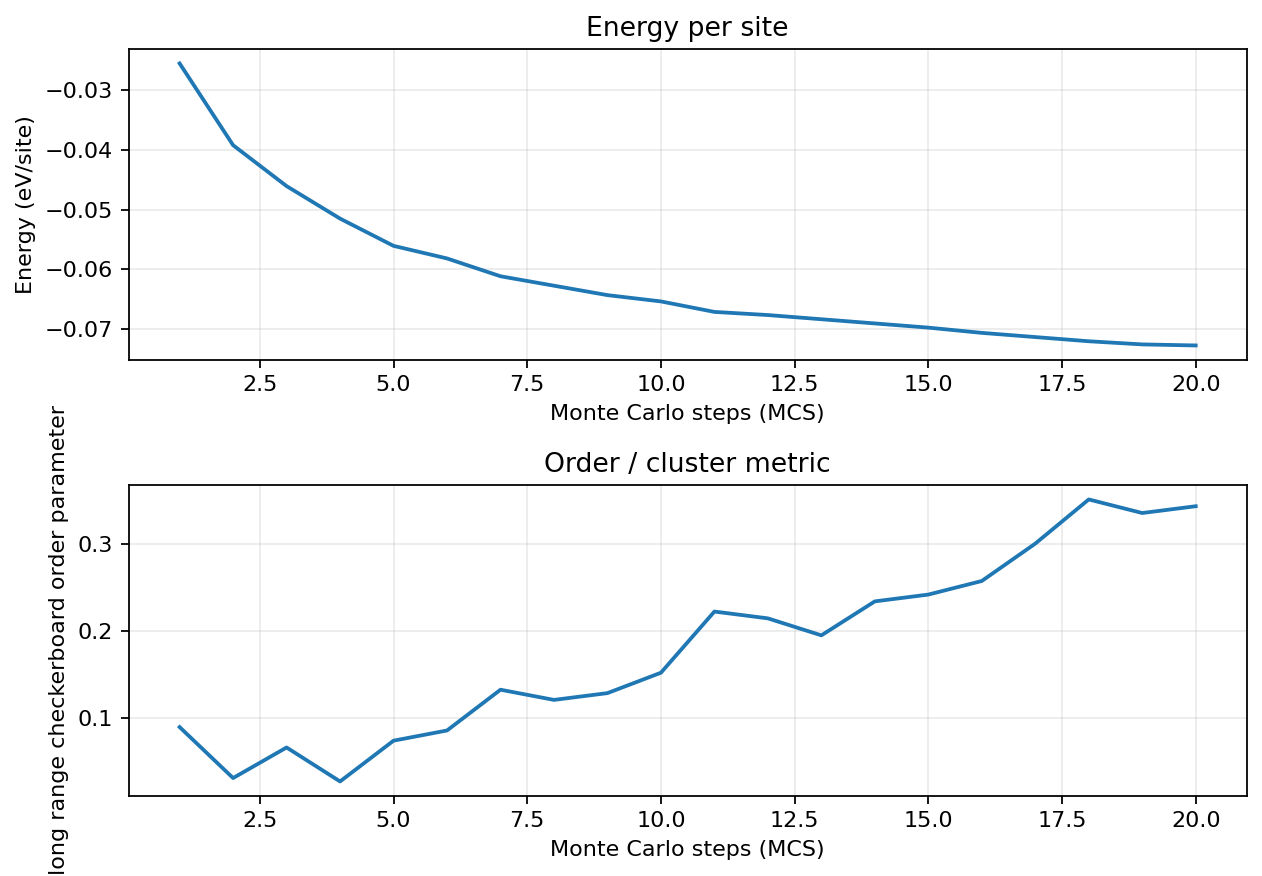 Energy per site
Energy (eV/site)
−0.03
−0.04
−0.05
−0.06
−0.07
2.5 5.0 7.5 10.0 12.5 15.0 17.5 20.0
Monte Carlo steps (MCS)
Order / cluster metric
long range checkerboard order parameter
0.3
0.2
0.1
2.5 5.0 7.5 10.0 12.5 15.0 17.5 20.0
Monte Carlo steps (MCS)